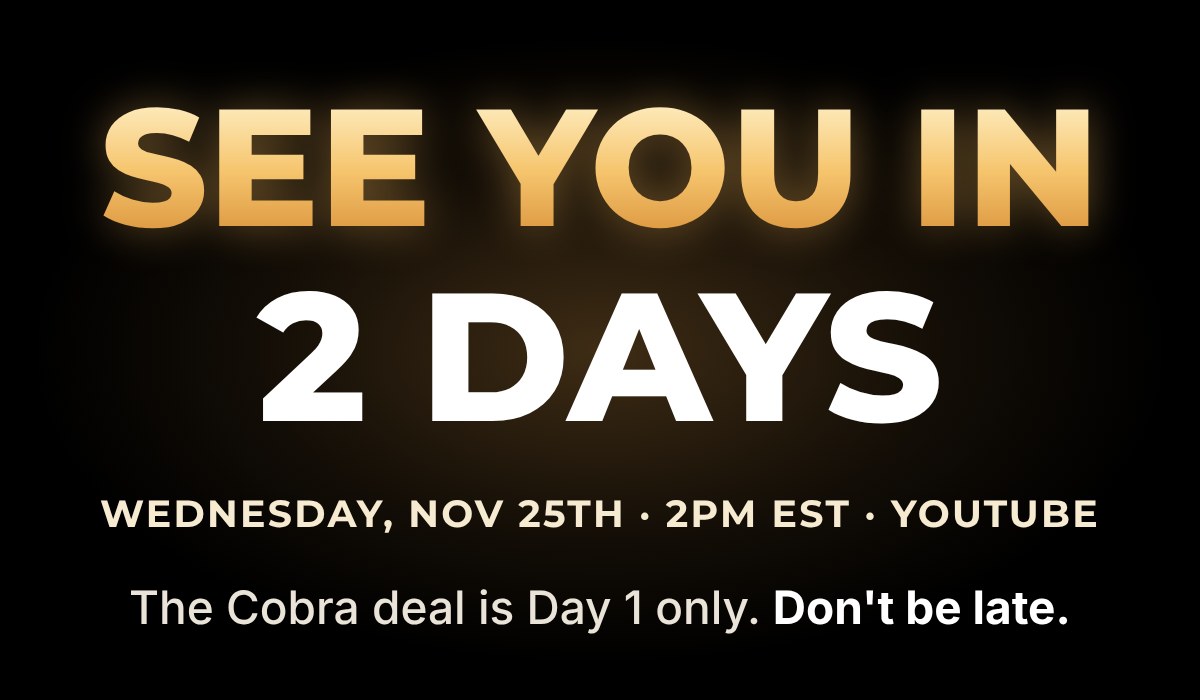 SEE YOU IN
2 DAYS
WEDNESDAY, NOV 25TH · 2PM EST · YOUTUBE
The Cobra deal is Day 1 only. Don't be late.